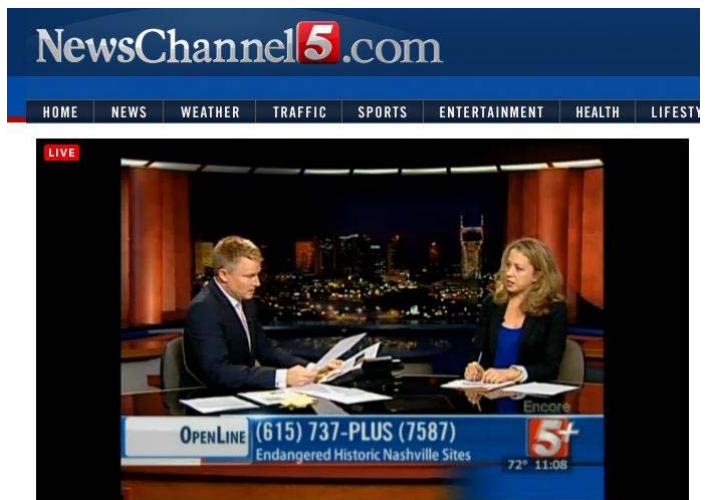 NewsChannel5.com
HOME NEWS WEATHER TRAFFIC SPORTS ENTERTAINMENT HEALTH
LIVE
Encore
OPENLINE (615) 737-PLUS (7587)
Endangered Historic Nashville Sites
5+
72° 11:08